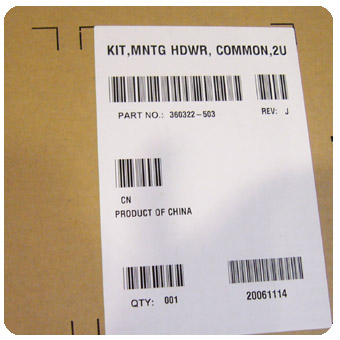 KIT,MNTG HDWR, COMMON,2U
PART NO.: 360322-503 REV: J
CN
PRODUCT OF CHINA
QTY: 001 20061114